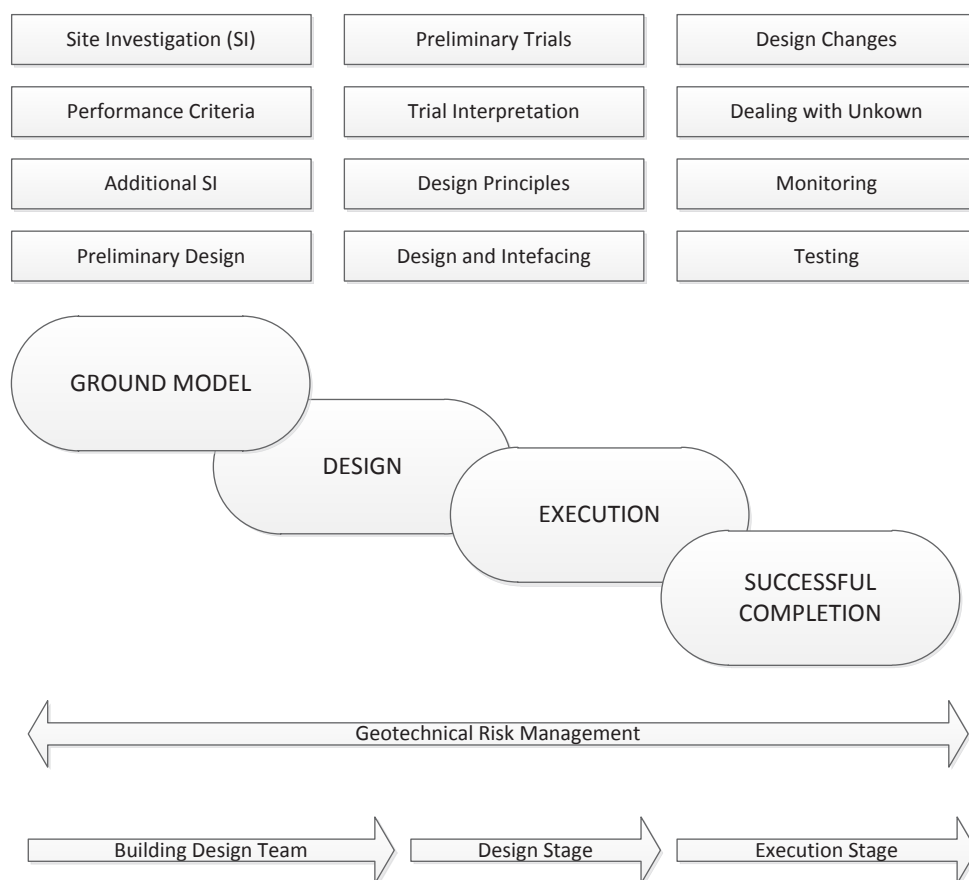 Site Investigation (SI)
Preliminary Trials
Design Changes
Performance Criteria
Trial Interpretation
Dealing with Unkown
Additional SI
Design Principles
Monitoring
Preliminary Design
Design and Intefacing
Testing
GROUND MODEL
DESIGN
EXECUTION
SUCCESSFUL
COMPLETION
Geotechnical Risk Management
Building Design Team
Design Stage
Execution Stage